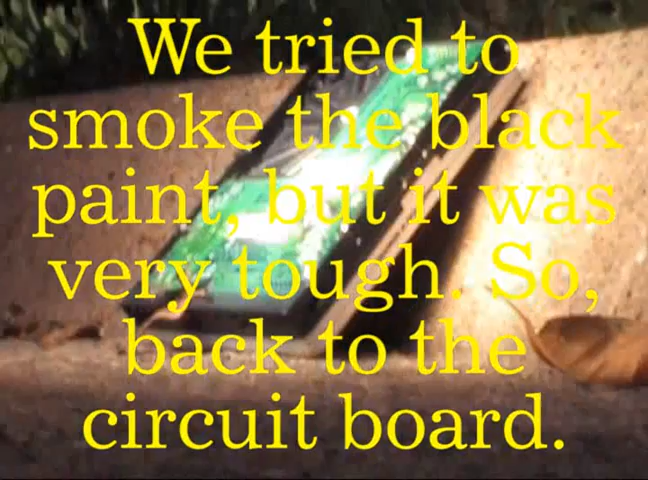 We tried to
smoke the black
paint, but it was
very tough. So,
back to the
circuit board.